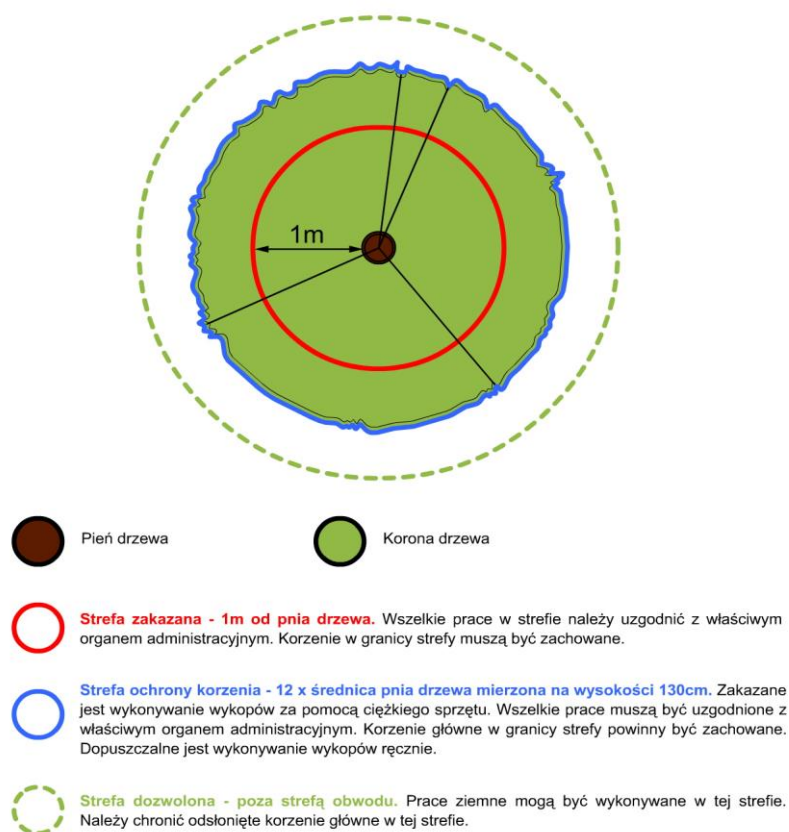 1m
Pień drzewa
Korona drzewa
Strefa zakazana - 1m od pnia drzewa. Wszelkie prace w strefie należy uzgodnić z właściwym
organem administracyjnym. Korzenie w granicy strefy muszą być zachowane.
Strefa ochrony korzenia - 12 x średnica pnia drzewa mierzona na wysokości 130cm. Zakazane
jest wykonywanie wykopów za pomocą ciężkiego sprzętu. Wszelkie prace muszą być uzgodnione z
właściwym organem administracyjnym. Korzenie główne w granicy strefy powinny być zachowane.
Dopuszczalne jest wykonywanie wykopów ręcznie.
Strefa dozwolona - poza strefą obwodu. Prace ziemne mogą być wykonywane w tej strefie.
Należy chronić odsłonięte korzenie główne w tej strefie.